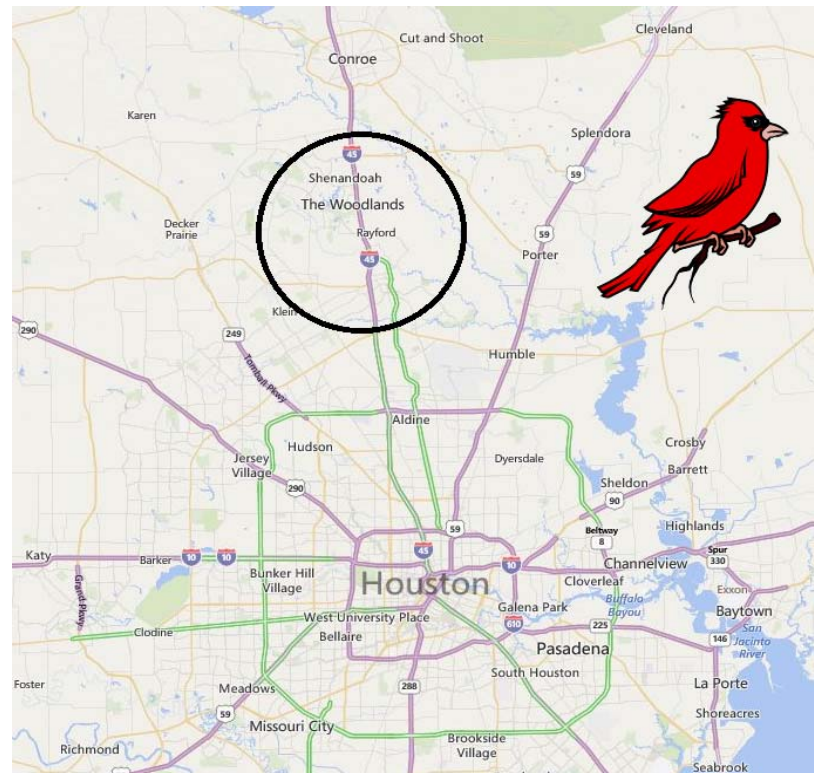 Cut and Shoot
Cleveland
Conroe
Karen
Splendora
45
59
Shenandoah
The Woodlands
Decker
Prairie
Rayford
59
Porter
45
Klein
290
249
Humble
Tomball Pkwy
Aldine
Crosby
Hudson
Jersey
Village
Dyersdale
Barrett
Sheldon
290
90
59
Highlands
Beltway
8
Katy
Barker
10
10
45
10
Channelview
Spur
330
Bunker Hill
Village
Houston
Cloverleaf
Grand Pkwy
Exxon
Buffalo
Bayou
Galena Park
Baytown
West University Place
610
225
San
Jacinto
River
Clodine
Bellaire
146
Pasadena
South Houston
Foster
Meadows
288
La Porte
59
Shoreacres
Missouri City
Richmond
Brookside
Village
Seabrook